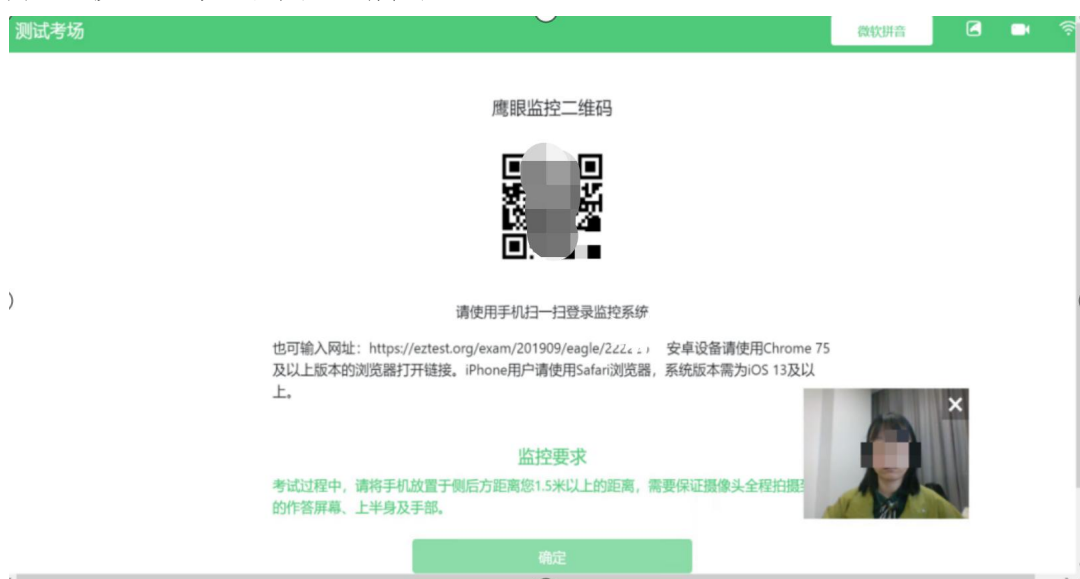 测试考场
微软拼音
鹰眼监控二维码
请使用手机扫一扫登录监控系统
也可输入网址：https://eztest.org/exam/201909/eagle/222 安卓设备请使用Chrome 75
及以上版本的浏览器打开链接。iPhone用户请使用Safari浏览器，系统版本需为iOS 13及以
上。
监控要求
考试过程中，请将手机放置于侧后方距离您1.5米以上的距离，需要保证摄像头全程拍摄
的作答屏幕、上半身及手部。
确定